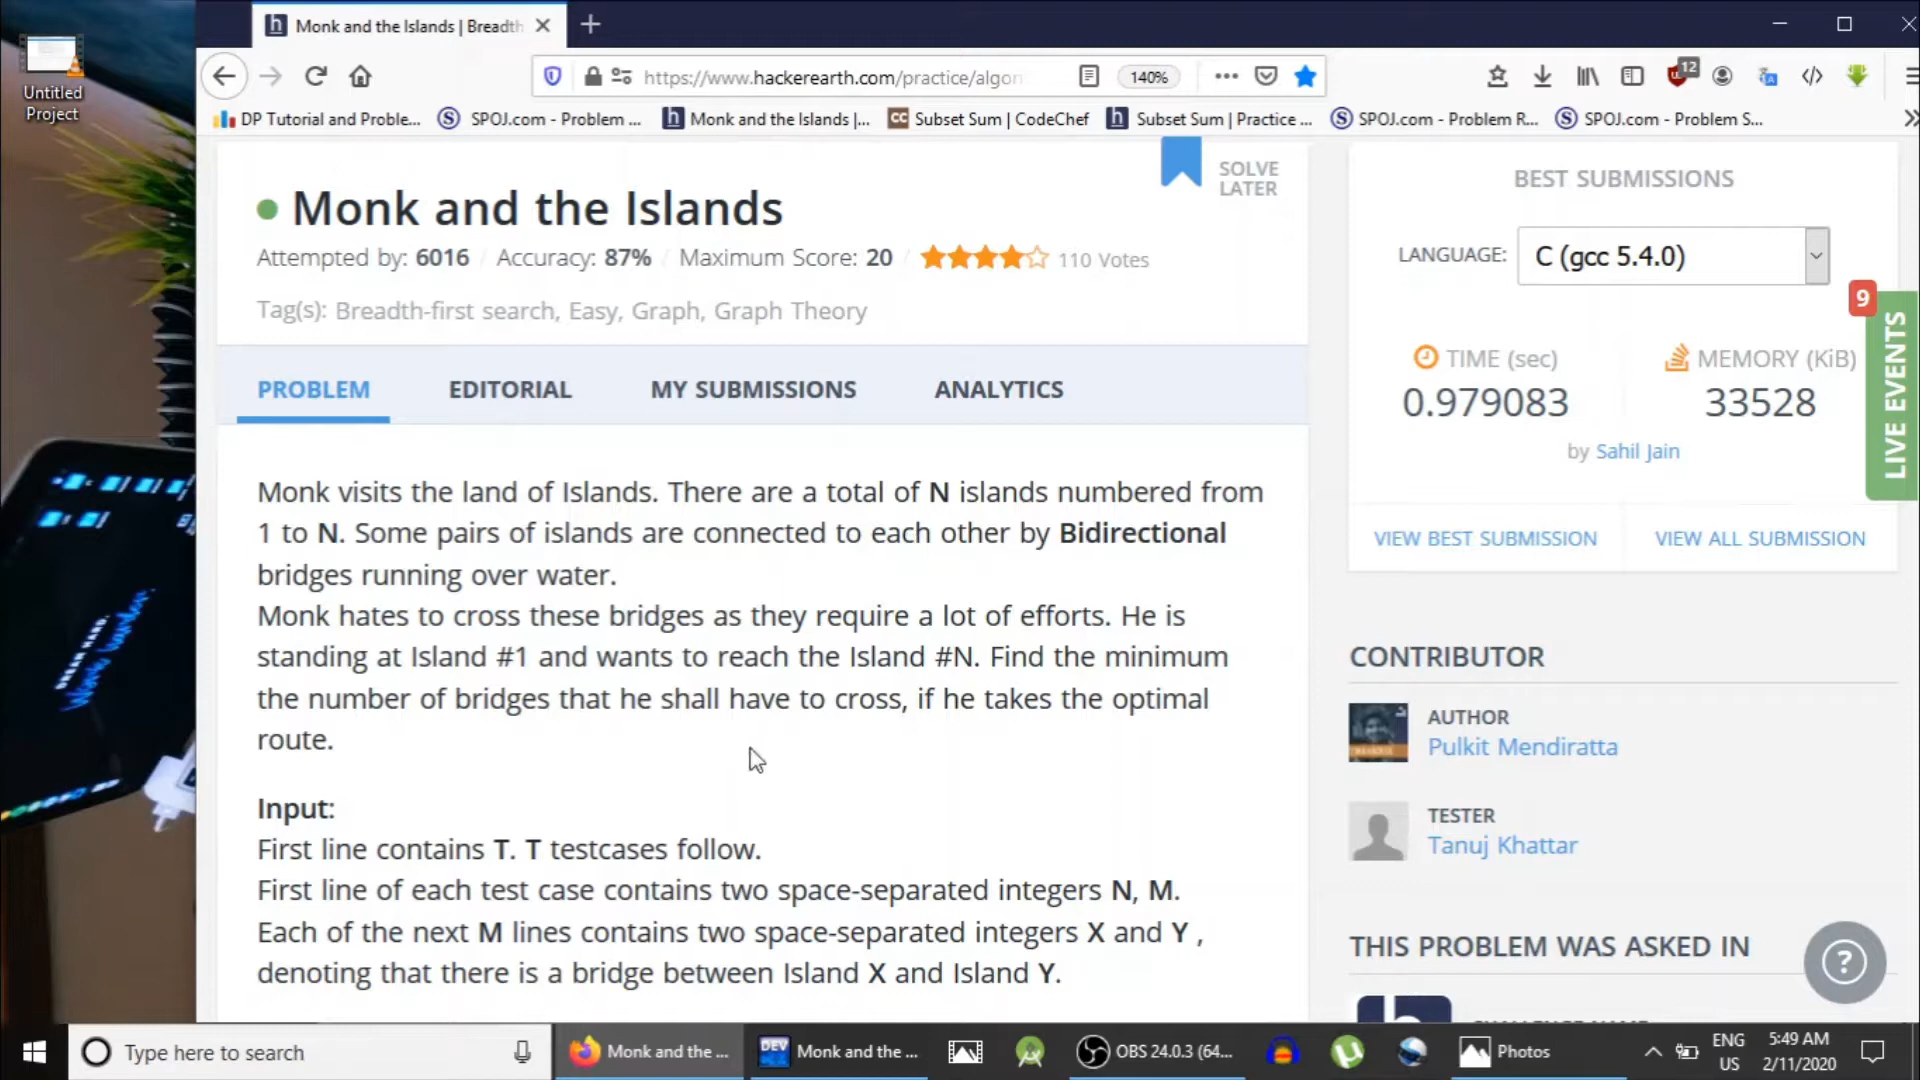 Untitled
Project
Monk and the Islands | Breadth
https://www.hackerearth.com/practice/algon
140%
12
DP Tutorial and Proble...
SPOJ.com - Problem ...
Monk and the Islands |...
CC Subset Sum | CodeChef
Subset Sum | Practice ...
SPOJ.com - Problem R...
SPOJ.com - Problem S...
Monk and the Islands
SOLVE
LATER
Attempted by: 6016 / Accuracy: 87% / Maximum Score: 20 / 110 Votes
Tag(s): Breadth-first search, Easy, Graph, Graph Theory
PROBLEM EDITORIAL MY SUBMISSIONS ANALYTICS
Monk visits the land of Islands. There are a total of N islands numbered from
1 to N. Some pairs of islands are connected to each other by Bidirectional
bridges running over water.
Monk hates to cross these bridges as they require a lot of efforts. He is
standing at Island #1 and wants to reach the Island #N. Find the minimum
the number of bridges that he shall have to cross, if he takes the optimal
route.
Input:
First line contains T. T testcases follow.
First line of each test case contains two space-separated integers N, M.
Each of the next M lines contains two space-separated integers X and Y ,
denoting that there is a bridge between Island X and Island Y.
BEST SUBMISSIONS
LANGUAGE: C (gcc 5.4.0)
TIME (sec) MEMORY (KiB)
0.979083 33528
by Sahil Jain
VIEW BEST SUBMISSION VIEW ALL SUBMISSION
9
LIVE EVENTS
CONTRIBUTOR
AUTHOR
Pulkit Mendiratta
TESTER
Tanuj Khattar
THIS PROBLEM WAS ASKED IN
?
Type here to search
Monk and the ...
DEV Monk and the ...
OBS 24.0.3 (64...
Photos
ENG
US
5:49 AM
2/11/2020